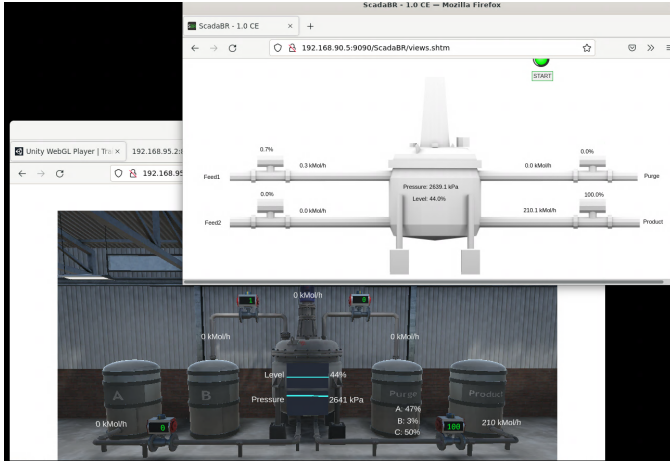 ScadaBR - 1.0 CE — Mozilla Firefox
ScadaBR - 1.0 CE × +
192.168.90.5:9090/ScadaBR/views.shtm
START
0.7%
0.0%
0.3 kMol/h
0.0 kMol/h
Feed1
Purge
Pressure: 2639.1 kPa
0.0%
Level: 44.0%
100.0%
0.0 kMol/h
210.1 kMol/h
Feed2
Product
Unity WebGL Player | Tra ×
192.168.95.2:
192.168.95
0 kMol/h
1
0
0 kMol/h
0 kMol/h
Level
44%
A
B
Purge
Product
Pressure
2641 kPa
A: 47%
B: 3%
C: 50%
0 kMol/h
0
100
210 kMol/h